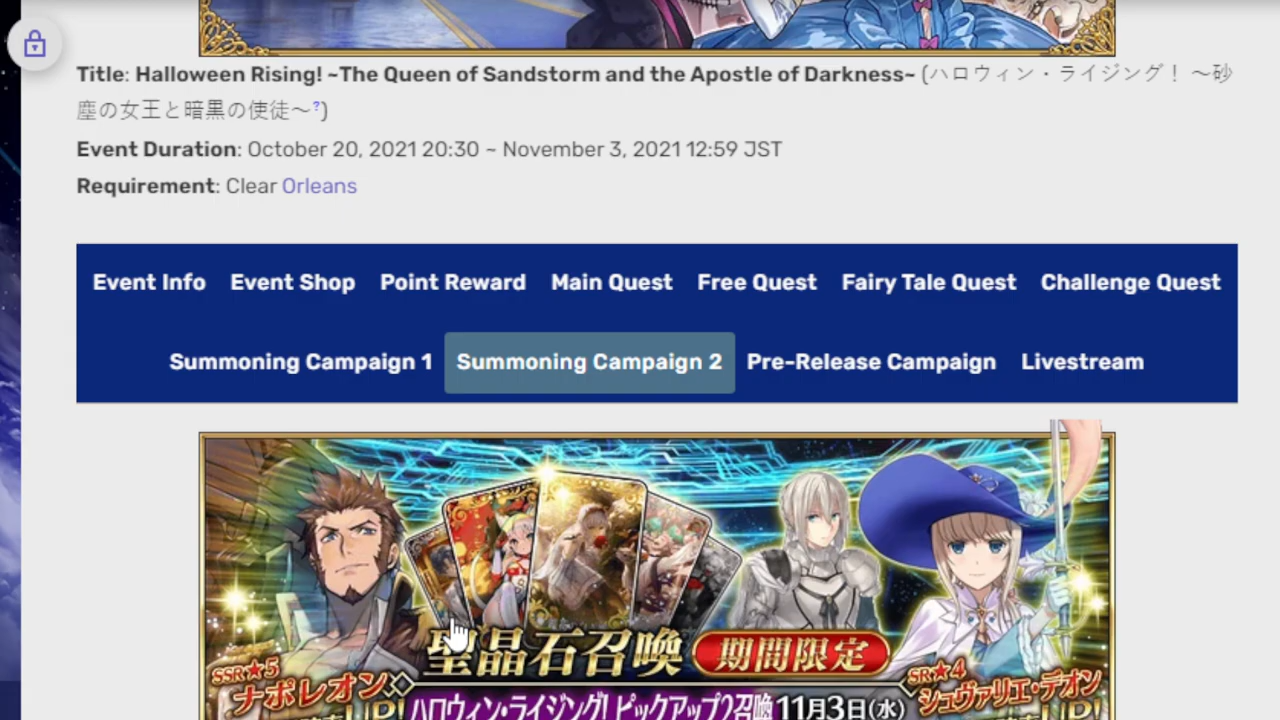 Title: Halloween Rising! ~The Queen of Sandstorm and the Apostle of Darkness~ (ハロウィン・ライジング！ ～砂
塵の女王と暗黒の使徒～?)
Event Duration: October 20, 2021 20:30 ~ November 3, 2021 12:59 JST
Requirement: Clear Orleans
Event Info Event Shop Point Reward Main Quest Free Quest Fairy Tale Quest Challenge Quest
Summoning Campaign 1 Summoning Campaign 2 Pre-Release Campaign Livestream
聖晶石召喚 期間限定
SSR★5 SR★4
ナポレオン シュヴァリエ・デオン
ハロウィン・ライジング! ピックアップ2召喚 11月3日(水)
UP! UP!